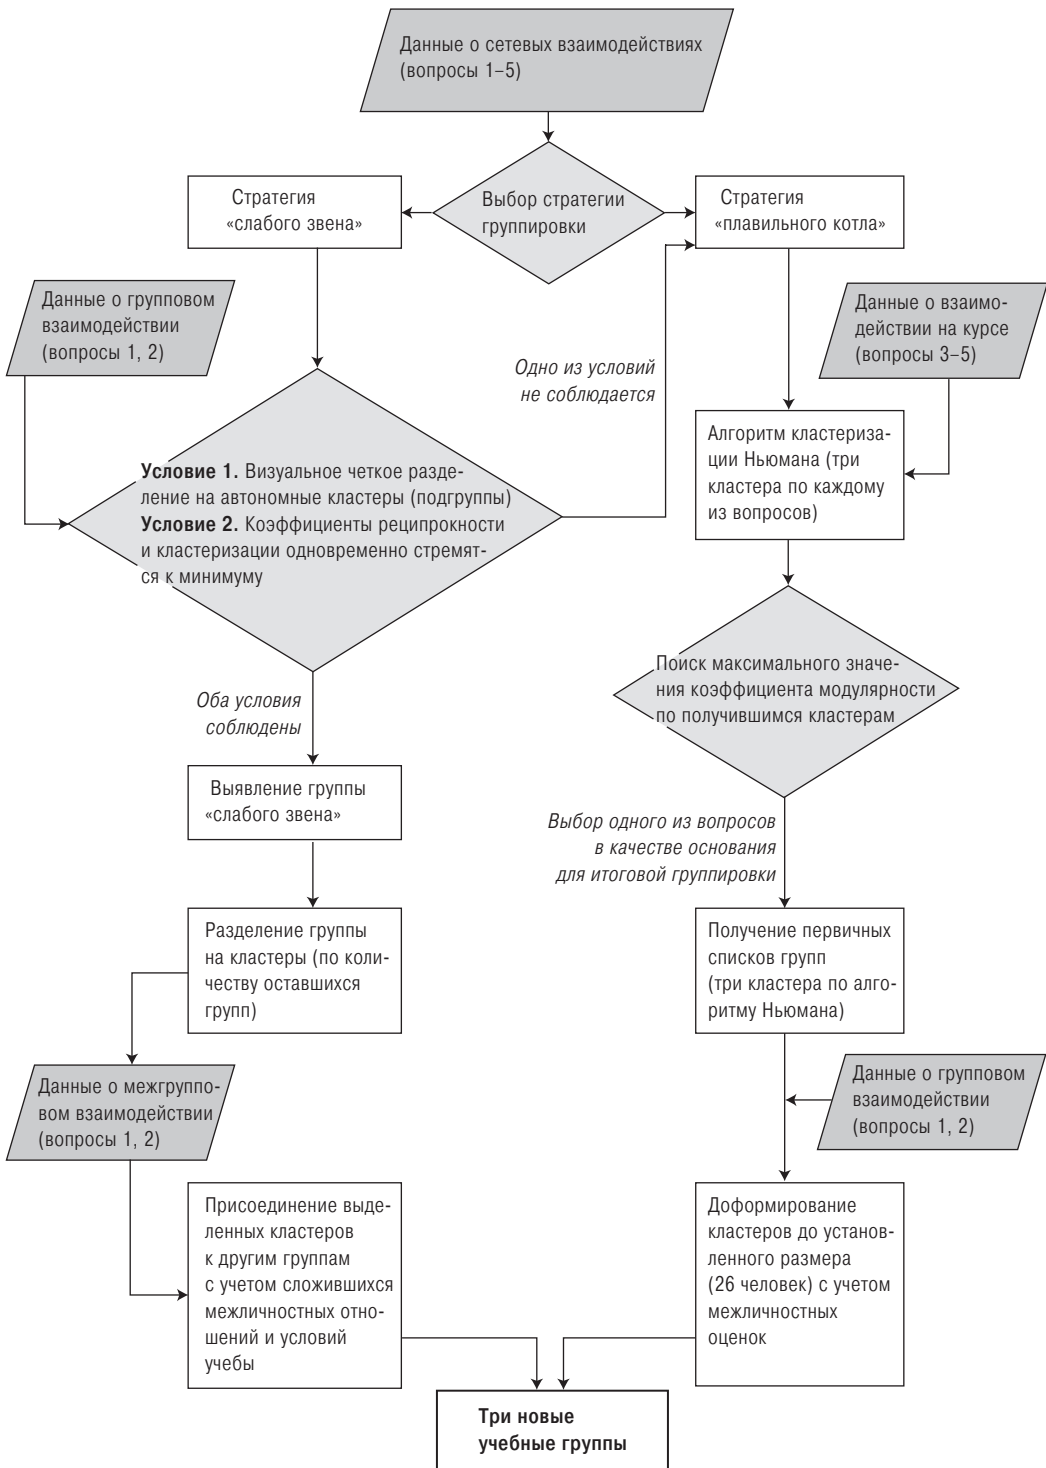 Данные о сетевых взаимодействиях
(вопросы 1–5)
Выбор стратегии
группировки
Стратегия
«слабого звена»
Стратегия
«плавильного котла»
Данные о групповом
взаимодействии
(вопросы 1, 2)
Данные о взаимо-
действии на курсе
(вопросы 3–5)
Одно из условий
не соблюдается
Условие 1. Визуальное четкое разде-
ление на автономные кластеры (подгруппы)
Условие 2. Коэффициенты реципрокности
и кластеризации одновременно стремят-
ся к минимуму
Алгоритм кластериза-
ции Ньюмана (три
кластера по каждому
из вопросов)
Поиск максимального значе-
ния коэффициента модулярности
по получившимся кластерам
Оба условия
соблюдены
Выявление группы
«слабого звена»
Выбор одного из вопросов
в качестве основания
для итоговой группировки
Разделение группы
на кластеры (по коли-
честву оставшихся
групп)
Получение первичных
списков групп
(три кластера по алго-
ритму Ньюмана)
Данные о межгруппо-
вом взаимодействии
(вопросы 1, 2)
Данные о групповом
взаимодействии
(вопросы 1, 2)
Присоединение выде-
ленных кластеров
к другим группам
с учетом сложившихся
межличностных отно-
шений и условий
учебы
Доформирование
кластеров до установ-
ленного размера
(26 человек) с учетом
межличностных
оценок
Три новые
учебные группы